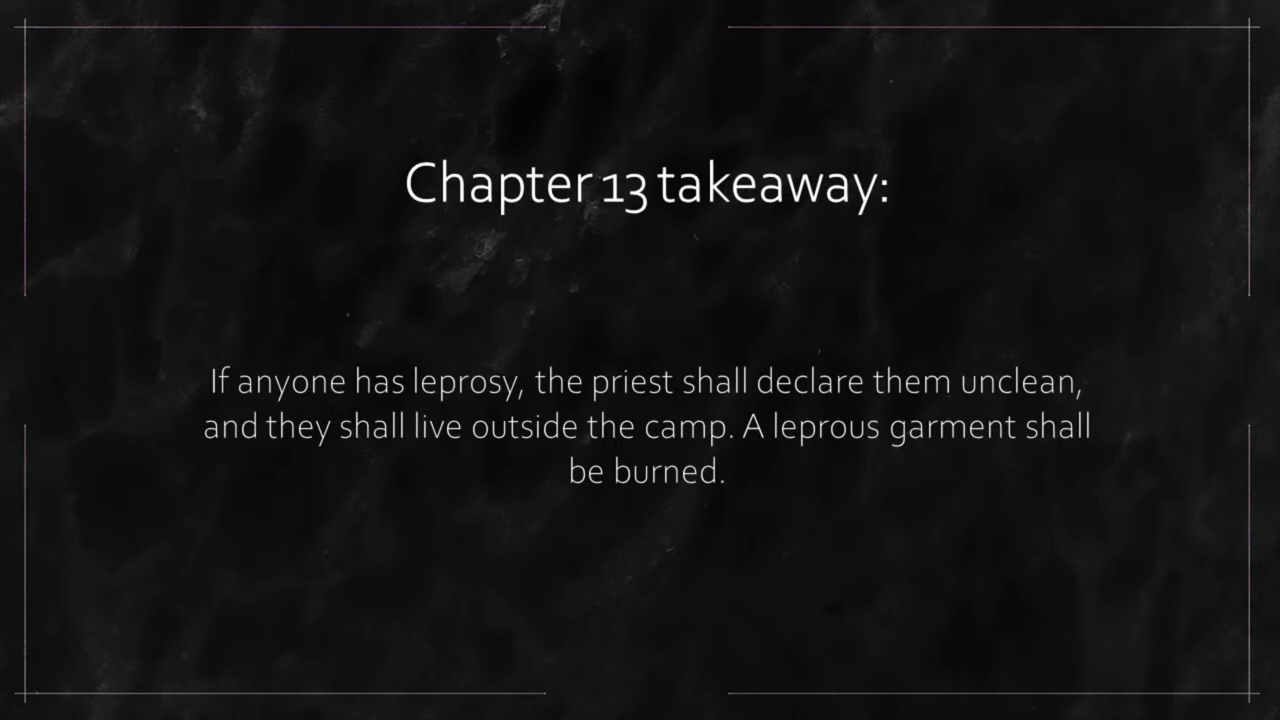 Chapter 13 takeaway:
If anyone has leprosy, the priest shall declare them unclean,
and they shall live outside the camp. A leprous garment shall
be burned.